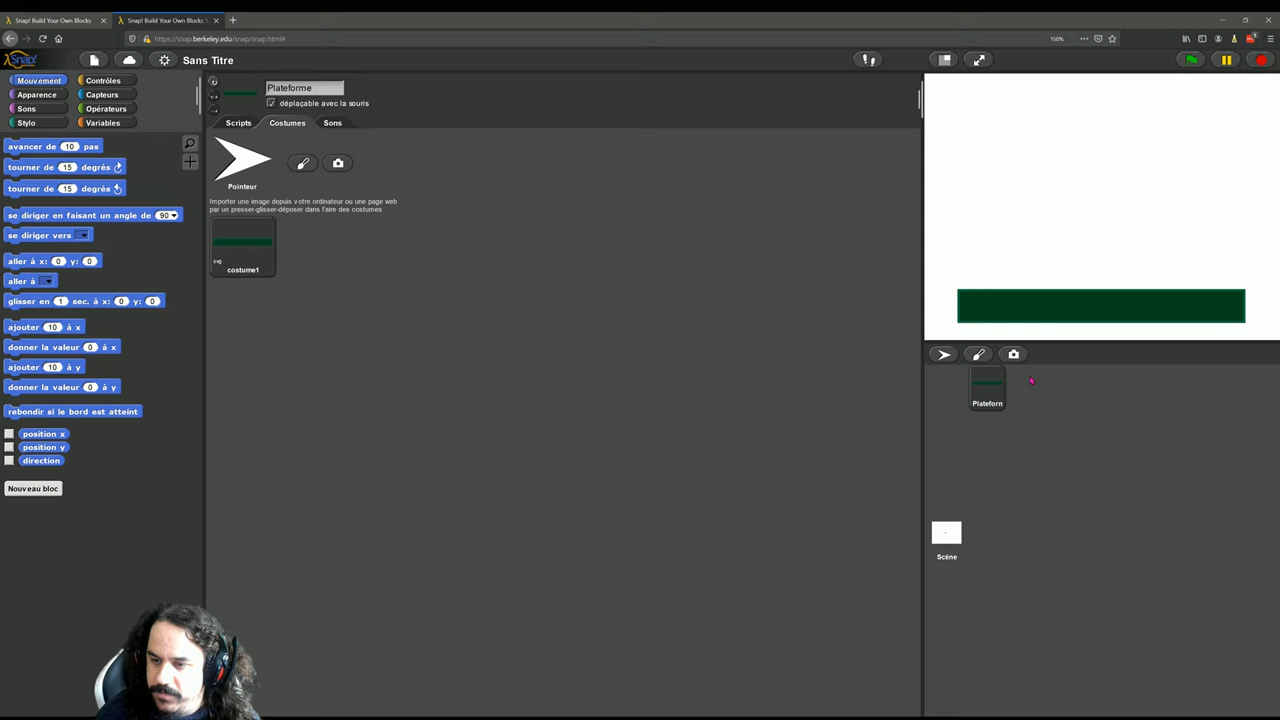 Snap! Build Your Own Blocks
Snap! Build Your Own Blocks
https://snap.berkeley.edu/snap/snap.html#
150%
Snap!
Sans Titre
Mouvement
Contrôles
Apparence
Capteurs
Sons
Opérateurs
Stylo
Variables
avancer de 10 pas
tourner de 15 degrés
tourner de 15 degrés
se diriger en faisant un angle de 90
se diriger vers
aller à x: 0 y: 0
aller à
glisser en 1 sec. à x: 0 y: 0
ajouter 10 à x
donner la valeur 0 à x
ajouter 10 à y
donner la valeur 0 à y
rebondir si le bord est atteint
position x
position y
direction
Nouveau bloc
Plateforme
déplaçable avec la souris
Scripts
Costumes
Sons
Pointeur
Importer une image depuis votre ordinateur ou une page web
par un presser-glisser-déposer dans l'aire des costumes
svg
costume1
Plateforn
Scène